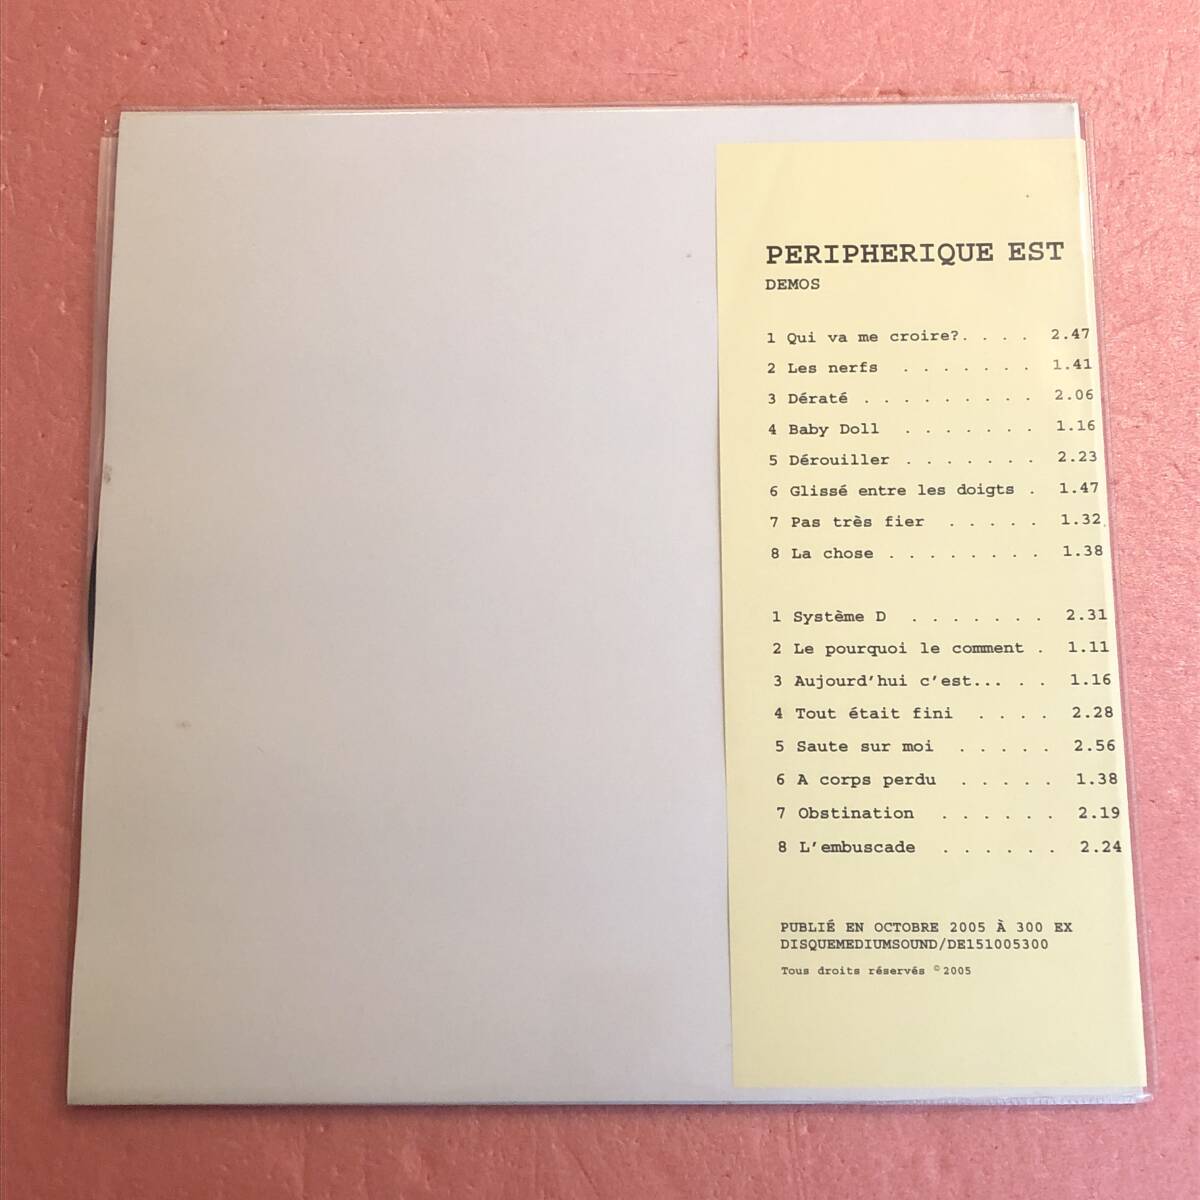 PERIPHERIQUE EST
DEMOS
1 Qui va me croire?. . . . 2.47
2 Les nerfs . . . . . . . 1.41
3 Dératé . . . . . . . . . 2.06
4 Baby Doll . . . . . . . 1.16
5 Dérouiller . . . . . . . 2.23
6 Glissé entre les doigts . 1.47
7 Pas très fier . . . . . 1.32
8 La chose . . . . . . . . 1.38
1 Système D . . . . . . . 2.31
2 Le pourquoi le comment . 1.11
3 Aujourd'hui c'est... . . 1.16
4 Tout était fini . . . . 2.28
5 Saute sur moi . . . . . 2.56
6 A corps perdu . . . . . 1.38
7 Obstination . . . . . . 2.19
8 L'embuscade . . . . . . 2.24
PUBLIÉ EN OCTOBRE 2005 À 300 EX
DISQUEMEDIUMSOUND/DE151005300
Tous droits réservés ©2005